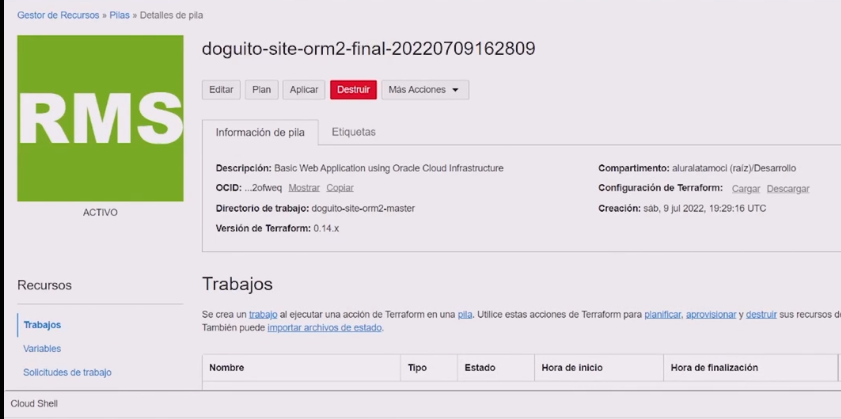 Gestor de Recursos » Pilas » Detalles de pila
RMS
ACTIVO
doguito-site-orm2-final-20220709162809
Editar Plan Aplicar Destruir Más Acciones
Información de pila Etiquetas
Descripción: Basic Web Application using Oracle Cloud Infrastructure
OCID: ...2ofweq Mostrar Copiar
Directorio de trabajo: doguito-site-orm2-master
Versión de Terraform: 0.14.x
Compartimento: aluralatamoci (raíz)/Desarrollo
Configuración de Terraform: Cargar Descargar
Creación: sáb, 9 jul 2022, 19:29:16 UTC
Recursos
Trabajos
Variables
Solicitudes de trabajo
Trabajos
Se crea un trabajo al ejecutar una acción de Terraform en una pila. Utilice estas acciones de Terraform para planificar, aprovisionar y destruir sus recursos d
También puede importar archivos de estado.
Nombre Tipo Estado Hora de inicio Hora de finalización
Cloud Shell